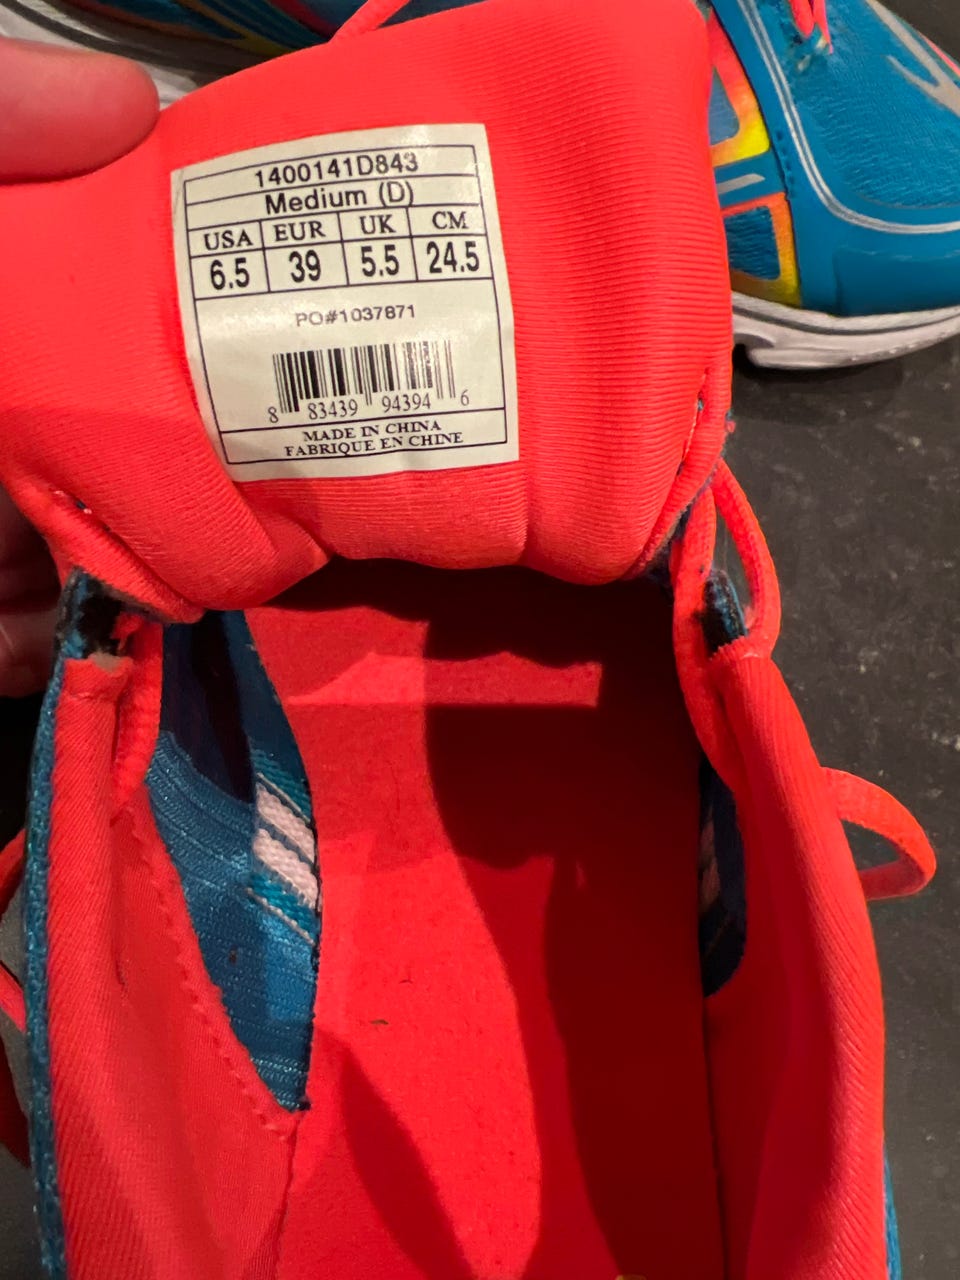 1400141D843
Medium (D)
USA EUR UK CM
6.5 39 5.5 24.5
PO#1037871
8 83439 94394 6
MADE IN CHINA
FABRIQUE EN CHINE